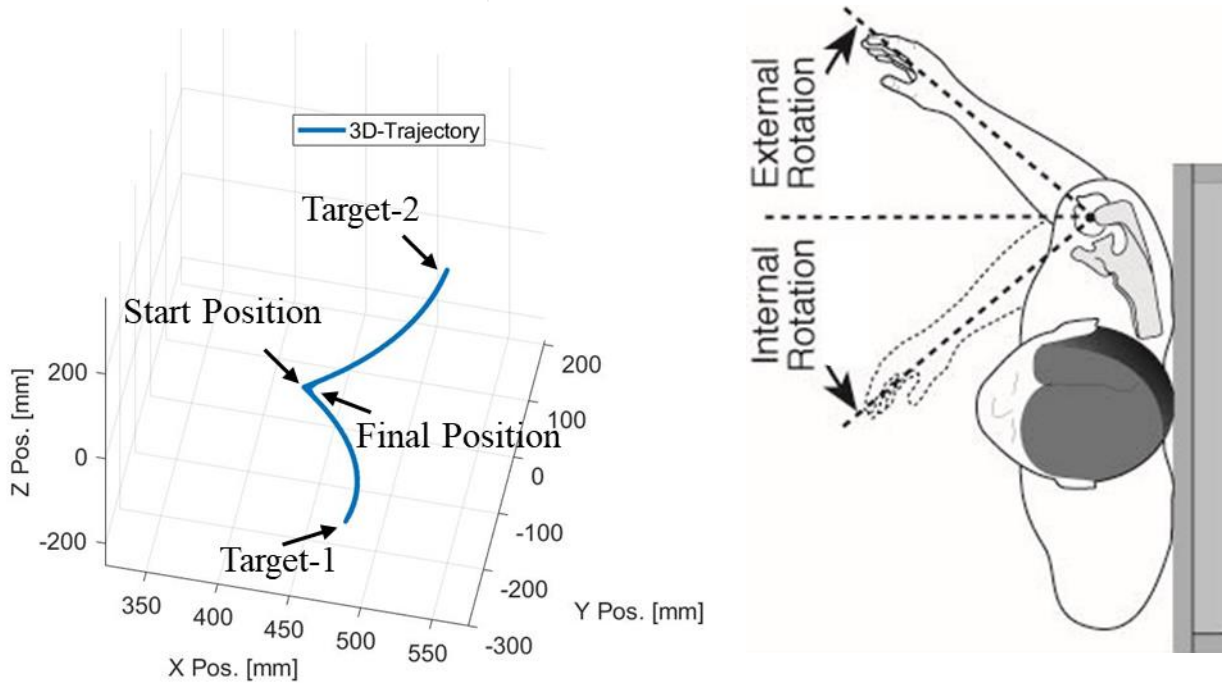 3D-Trajectory
Target-2
Start Position
Final Position
Target-1
200
0
-200
Z Pos. [mm]
350
400
450
500
550
X Pos. [mm]
200
100
0
-100
-200
-300
Y Pos. [mm]
External
Rotation
Internal
Rotation